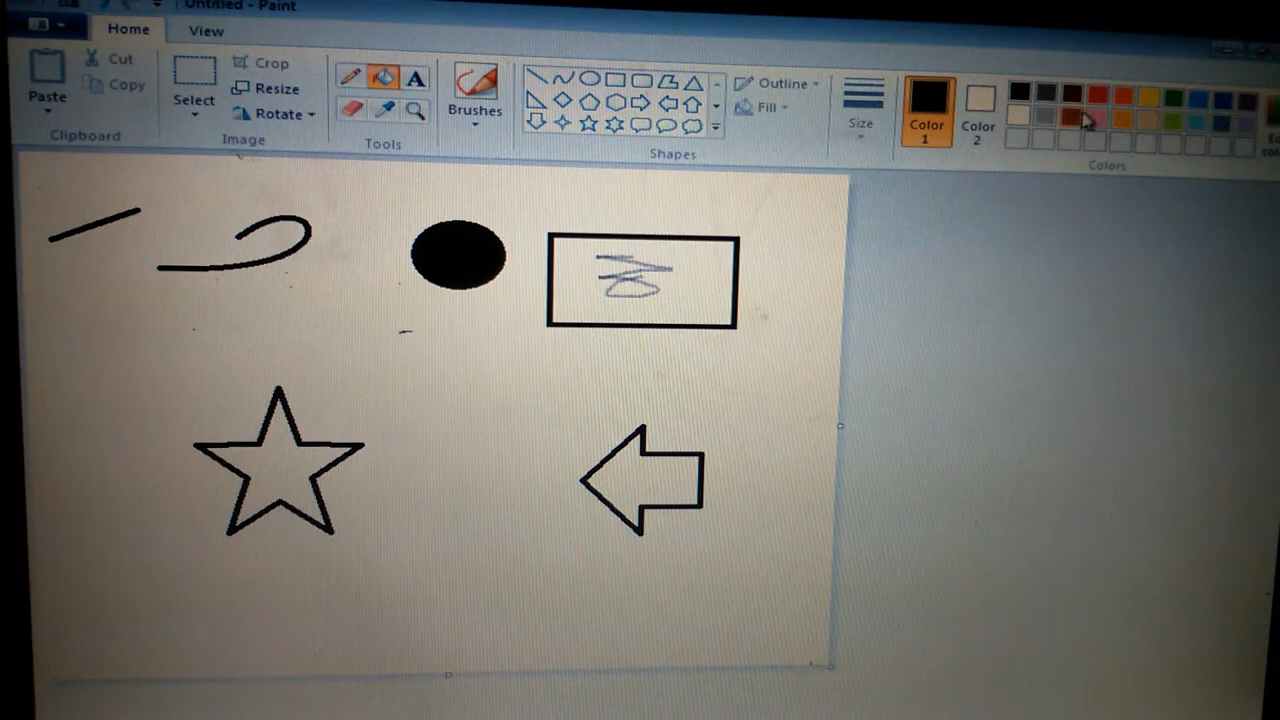 Untitled - Paint
Home View
Paste
Cut
Copy
Clipboard
Select
Crop
Resize
Rotate
Image
A
Tools
Brushes
Shapes
Outline
Fill
Size
Color 1
Color 2
Colors